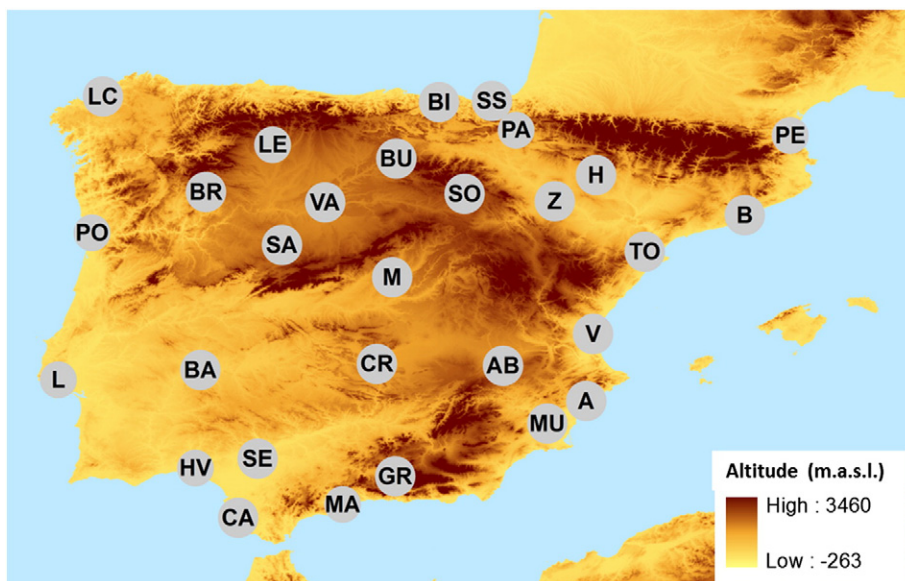 LC
BI
SS
PA
PE
LE
BU
H
BR
VA
SO
Z
B
PO
SA
TO
M
V
L
BA
CR
AB
A
MU
HV
SE
GR
CA
MA
Altitude (m.a.s.l.)
High : 3460
Low : -263